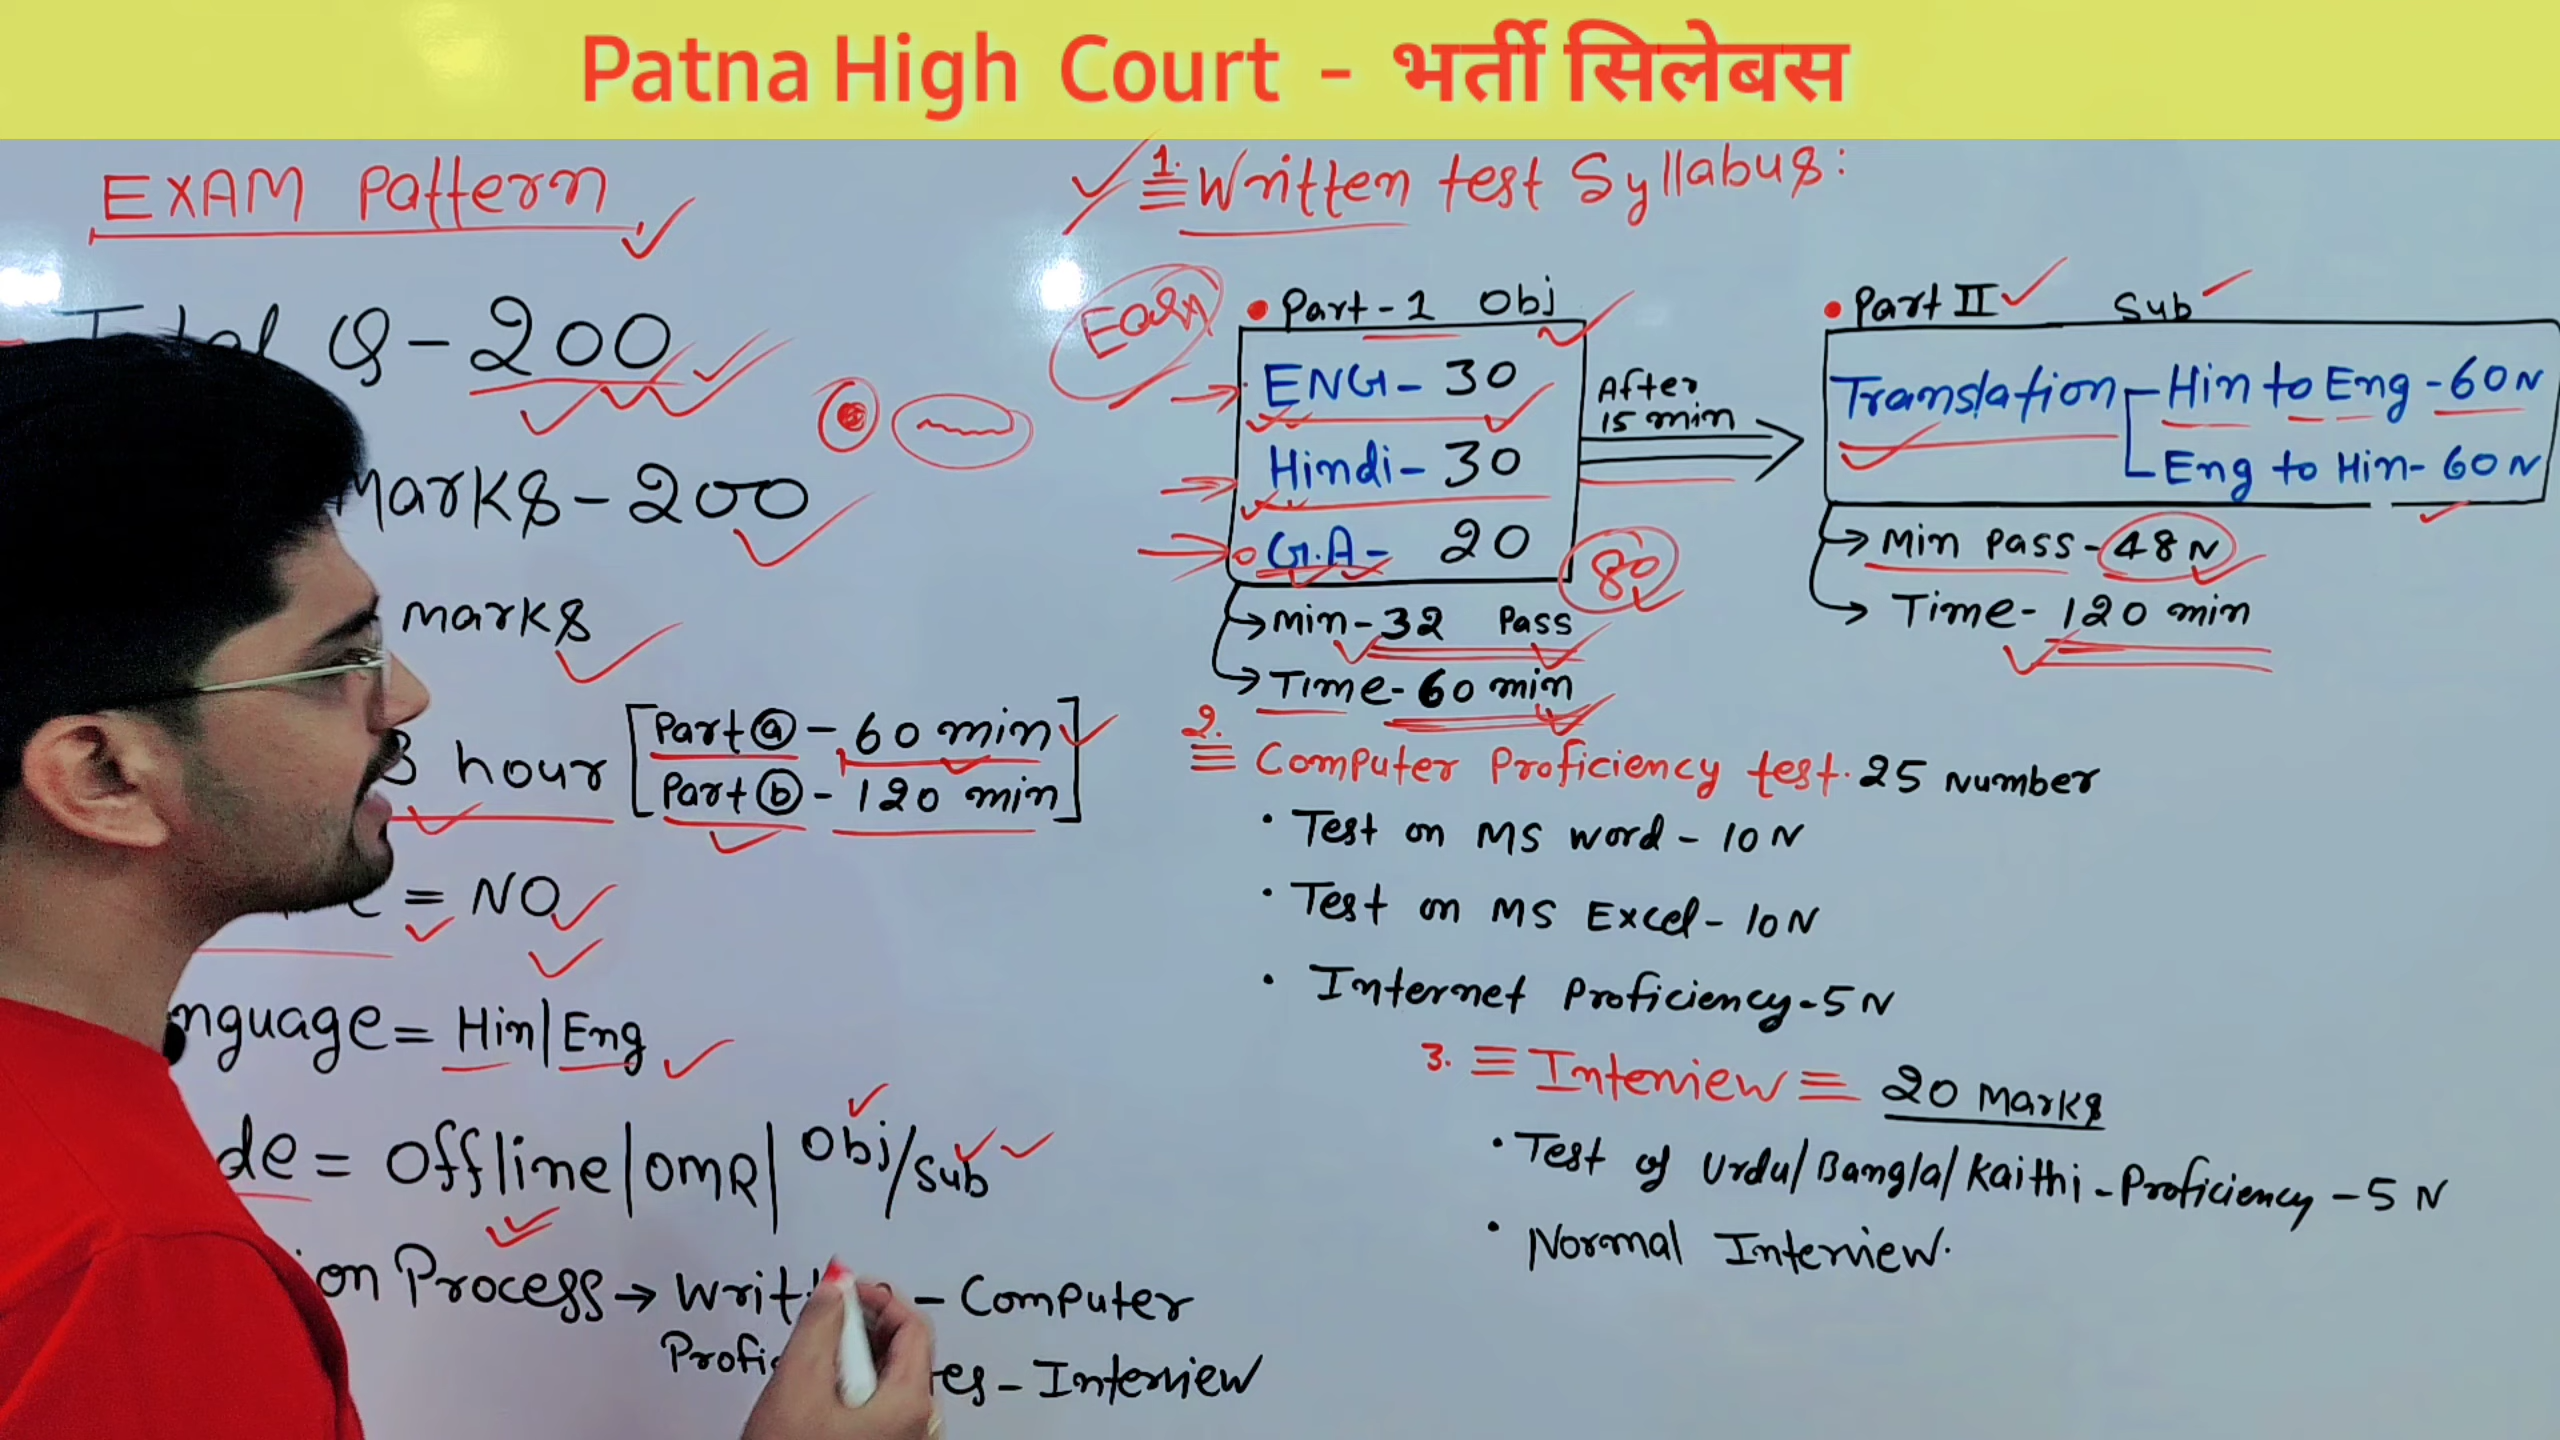 Patna High Court - भर्ती सिलेबस
EXAM Pattern
Q - 200
Marks - 200
marks
3 hour [Part ⓐ - 60 min
Part ⓑ - 120 min]
= NO
= Hin|Eng
= Offline|OMR| Obj/Sub
Process → - Computer
- Interview
1. Written test Syllabus:
Earn
• Part - 1 Obj
ENG - 30
Hindi - 30
G.A - 20
80
→ Min - 32 Pass
→ Time - 60 min
After
15 min
• Part II Sub
Translation Hin to Eng - 60 N
Eng to Hin - 60 N
→ Min Pass - 48 N
→ Time - 120 min
2. Computer Proficiency test. 25 Number
• Test on MS Word - 10 N
• Test on MS Excel - 10 N
• Internet Proficiency - 5 N
3. Interview 20 Marks
• Test of Urdu/Bangla/Kaithi - Proficiency - 5 N
• Normal Interview.